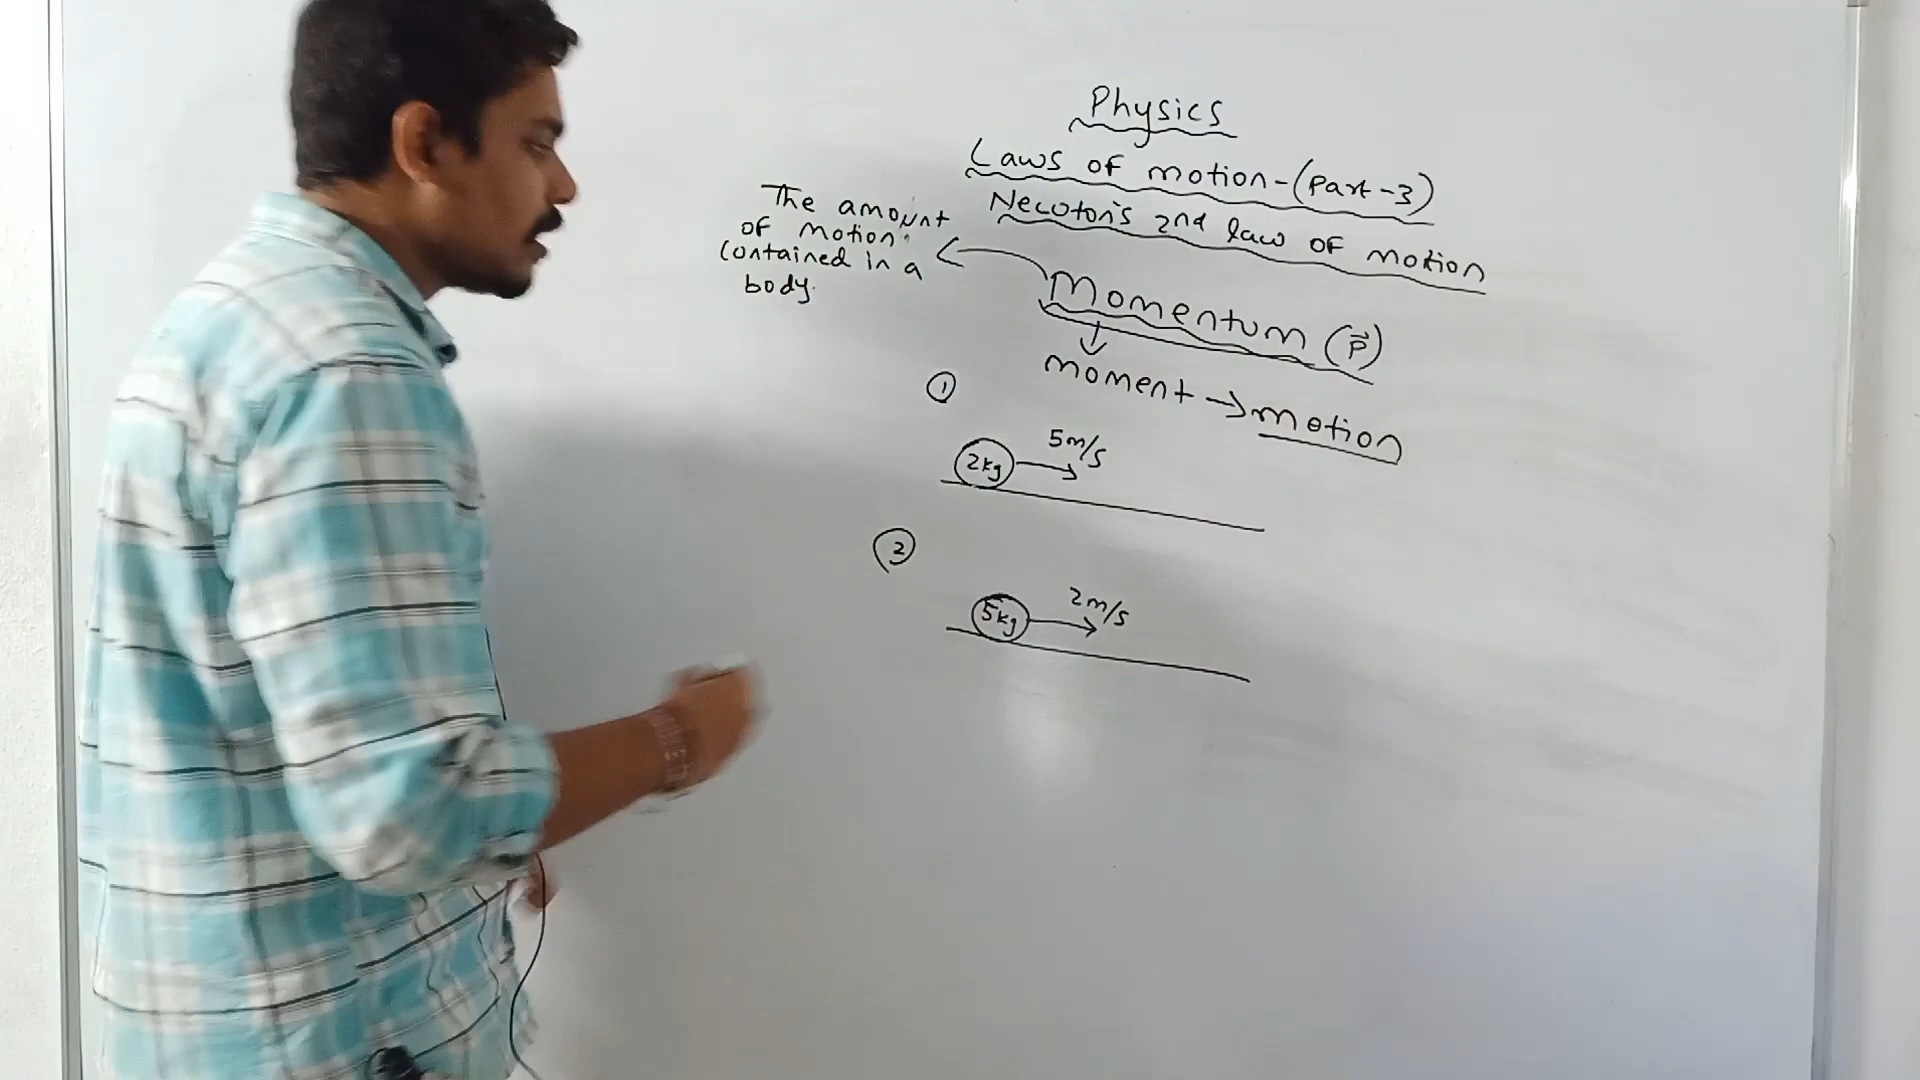 Physics
Laws of motion-(Part-3)
Newton's 2nd law of motion
The amount
of motion
contained in a
body.
Momentum (P⃗)
moment → motion
①
2kg → 5m/s
②
5kg → 2m/s